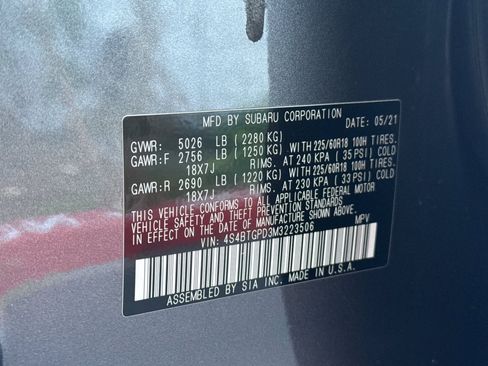 MFD BY SUBARU CORPORATION DATE: 05/21
GVWR: 5026 LB ( 2280 KG)
GAWR:F 2756 LB ( 1250 KG) WITH 225/60R18 100H TIRES.
18X7J RIMS. AT 240 KPA ( 35 PSI) COLD
GAWR:R 2690 LB ( 1220 KG) WITH 225/60R18 100H TIRES.
18X7J RIMS. AT 230 KPA ( 33 PSI) COLD
THIS VEHICLE CONFORMS TO ALL APPLICABLE FEDERAL MOTOR
VEHICLE SAFETY AND THEFT PREVENTION STANDARDS
IN EFFECT ON THE DATE OF MANUFACTURE SHOWN ABOVE.
VIN: 4S4BTGPD3M3223506 MPV
ASSEMBLED BY SIA INC. MADE IN U.S.A.